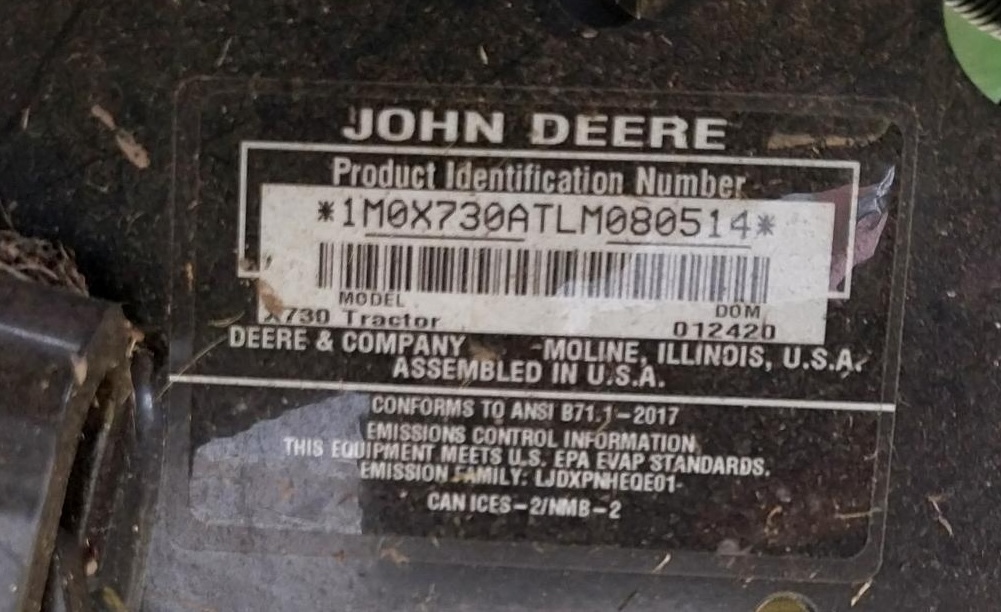 JOHN DEERE
Product Identification Number
*1M0X730ATLM080514*
MODEL DOM
X730 Tractor 012420
DEERE & COMPANY -MOLINE, ILLINOIS, U.S.A.
ASSEMBLED IN U.S.A.
CONFORMS TO ANSI B71.1-2017
EMISSIONS CONTROL INFORMATION
THIS EQUIPMENT MEETS U.S. EPA EVAP STANDARDS.
EMISSION FAMILY: LJDXPNHEQE01
CAN ICES-2/NMB-2